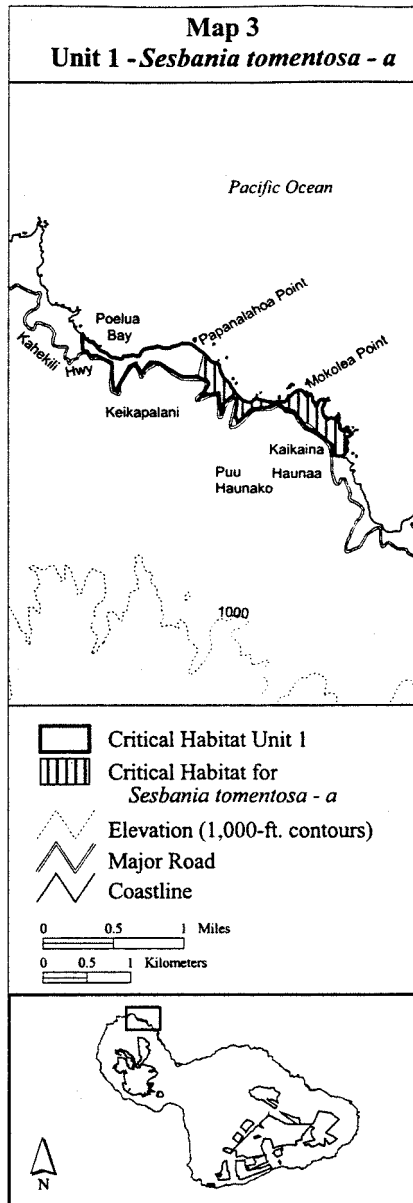 Map 3
Unit 1 - Sesbania tomentosa - a
Pacific Ocean
Poelua
Bay
Papanalahoa Point
Kahekili Hwy
Mokolea Point
Keikapalani
Kaikaina
Puu
Haunako
Haunaa
1000
Critical Habitat Unit 1
Critical Habitat for
Sesbania tomentosa - a
Elevation (1,000-ft. contours)
Major Road
Coastline
0 0.5 1 Miles
0 0.5 1 Kilometers
N